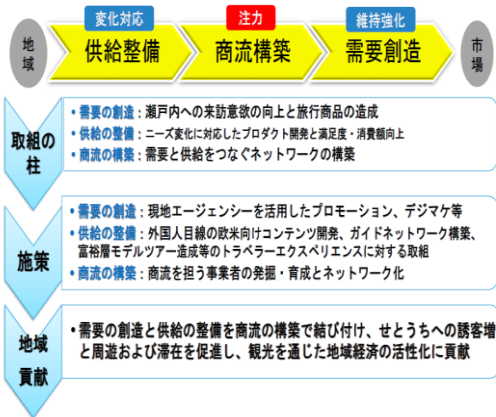 変化対応
注力
維持強化
地域
供給整備
商流構築
需要創造
市場
取組の柱
• 需要の創造：瀬戸内への来訪意欲の向上と旅行商品の造成
• 供給の整備：ニーズ変化に対応したプロダクト開発と満足度・消費額向上
• 商流の構築：需要と供給をつなぐネットワークの構築
施策
• 需要の創造：現地エージェンシーを活用したプロモーション、デジマケ等
• 供給の整備：外国人目線の欧米向けコンテンツ開発、ガイドネットワーク構築、
富裕層モデルツアー造成等のトラベラーエクスペリエンスに対する取組
• 商流の構築：商流を担う事業者の発掘・育成とネットワーク化
地域
貢献
• 需要の創造と供給の整備を商流の構築で結び付け、せとうちへの誘客増
と周遊および滞在を促進し、観光を通じた地域経済の活性化に貢献